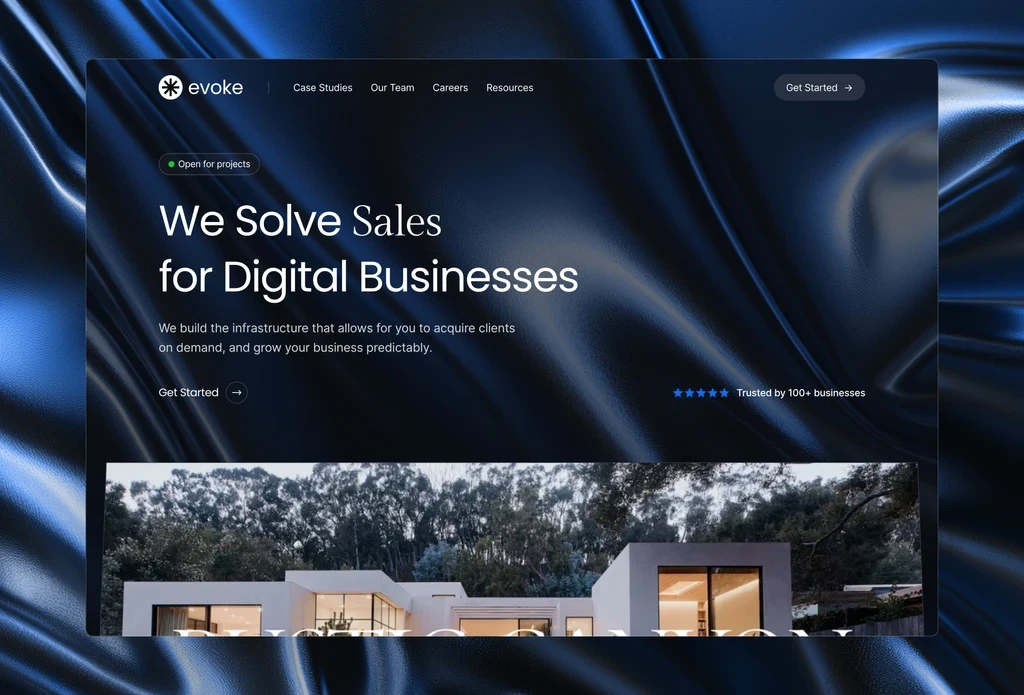 evoke
Case Studies
Our Team
Careers
Resources
Get Started
Open for projects
We Solve Sales
for Digital Businesses
We build the infrastructure that allows for you to acquire clients
on demand, and grow your business predictably.
Get Started
Trusted by 100+ businesses